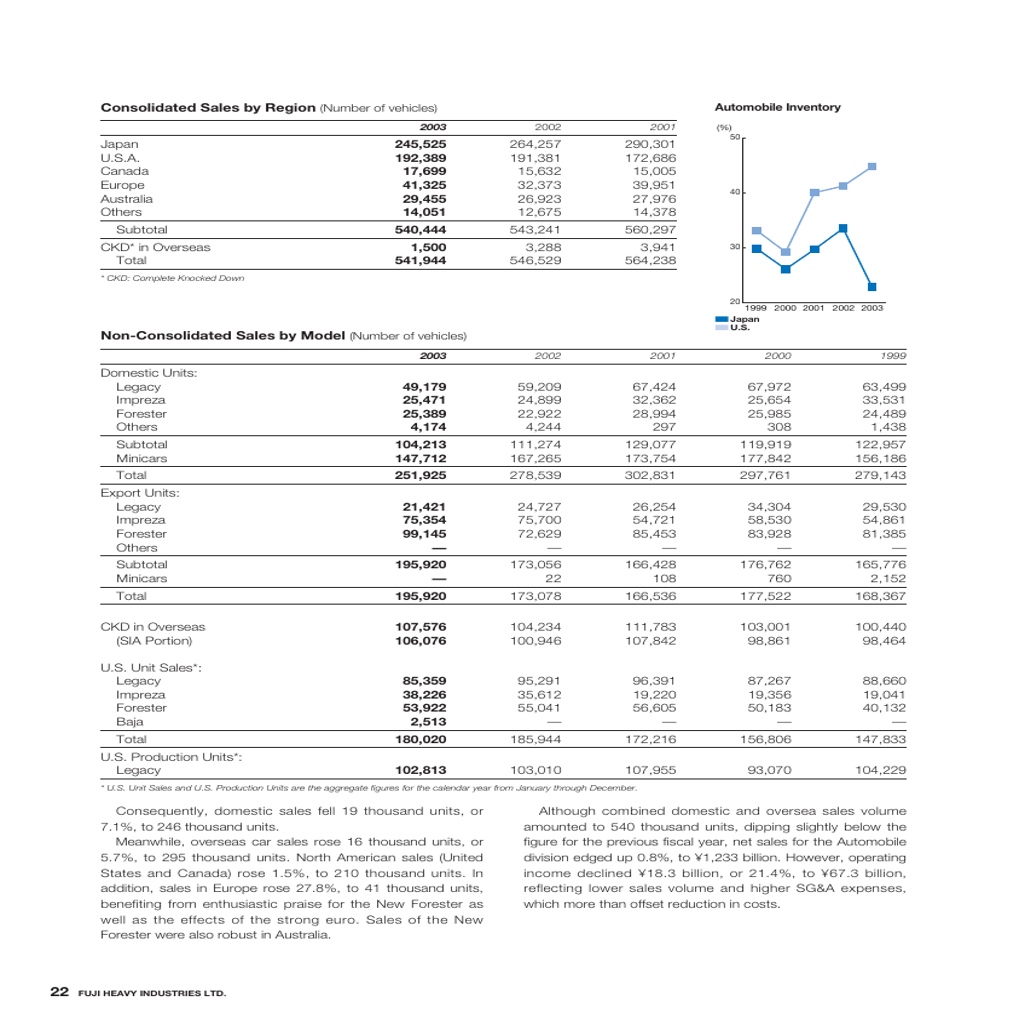 Consolidated Sales by Region (Number of vehicles)
2003 2002 2001
Japan 245,525 264,257 290,301
U.S.A. 192,389 191,381 172,686
Canada 17,699 15,632 15,005
Europe 41,325 32,373 39,951
Australia 29,455 26,923 27,976
Others 14,051 12,675 14,378
Subtotal 540,444 543,241 560,297
CKD* in Overseas 1,500 3,288 3,941
Total 541,944 546,529 564,238
* CKD: Complete Knocked Down
Automobile Inventory
(%)
50
40
30
20
1999 2000 2001 2002 2003
Japan
U.S.
Non-Consolidated Sales by Model (Number of vehicles)
2003 2002 2001 2000 1999
Domestic Units:
Legacy 49,179 59,209 67,424 67,972 63,499
Impreza 25,471 24,899 32,362 25,654 33,531
Forester 25,389 22,922 28,994 25,985 24,489
Others 4,174 4,244 297 308 1,438
Subtotal 104,213 111,274 129,077 119,919 122,957
Minicars 147,712 167,265 173,754 177,842 156,186
Total 251,925 278,539 302,831 297,761 279,143
Export Units:
Legacy 21,421 24,727 26,254 34,304 29,530
Impreza 75,354 75,700 54,721 58,530 54,861
Forester 99,145 72,629 85,453 83,928 81,385
Others — — — — —
Subtotal 195,920 173,056 166,428 176,762 165,776
Minicars — 22 108 760 2,152
Total 195,920 173,078 166,536 177,522 168,367
CKD in Overseas 107,576 104,234 111,783 103,001 100,440
(SIA Portion) 106,076 100,946 107,842 98,861 98,464
U.S. Unit Sales*:
Legacy 85,359 95,291 96,391 87,267 88,660
Impreza 38,226 35,612 19,220 19,356 19,041
Forester 53,922 55,041 56,605 50,183 40,132
Baja 2,513 — — — —
Total 180,020 185,944 172,216 156,806 147,833
U.S. Production Units*:
Legacy 102,813 103,010 107,955 93,070 104,229
* U.S. Unit Sales and U.S. Production Units are the aggregate figures for the calendar year from January through December.
Consequently, domestic sales fell 19 thousand units, or
7.1%, to 246 thousand units.
Meanwhile, overseas car sales rose 16 thousand units, or
5.7%, to 295 thousand units. North American sales (United
States and Canada) rose 1.5%, to 210 thousand units. In
addition, sales in Europe rose 27.8%, to 41 thousand units,
benefiting from enthusiastic praise for the New Forester as
well as the effects of the strong euro. Sales of the New
Forester were also robust in Australia.
Although combined domestic and oversea sales volume
amounted to 540 thousand units, dipping slightly below the
figure for the previous fiscal year, net sales for the Automobile
division edged up 0.8%, to ¥1,233 billion. However, operating
income declined ¥18.3 billion, or 21.4%, to ¥67.3 billion,
reflecting lower sales volume and higher SG&A expenses,
which more than offset reduction in costs.
22 FUJI HEAVY INDUSTRIES LTD.